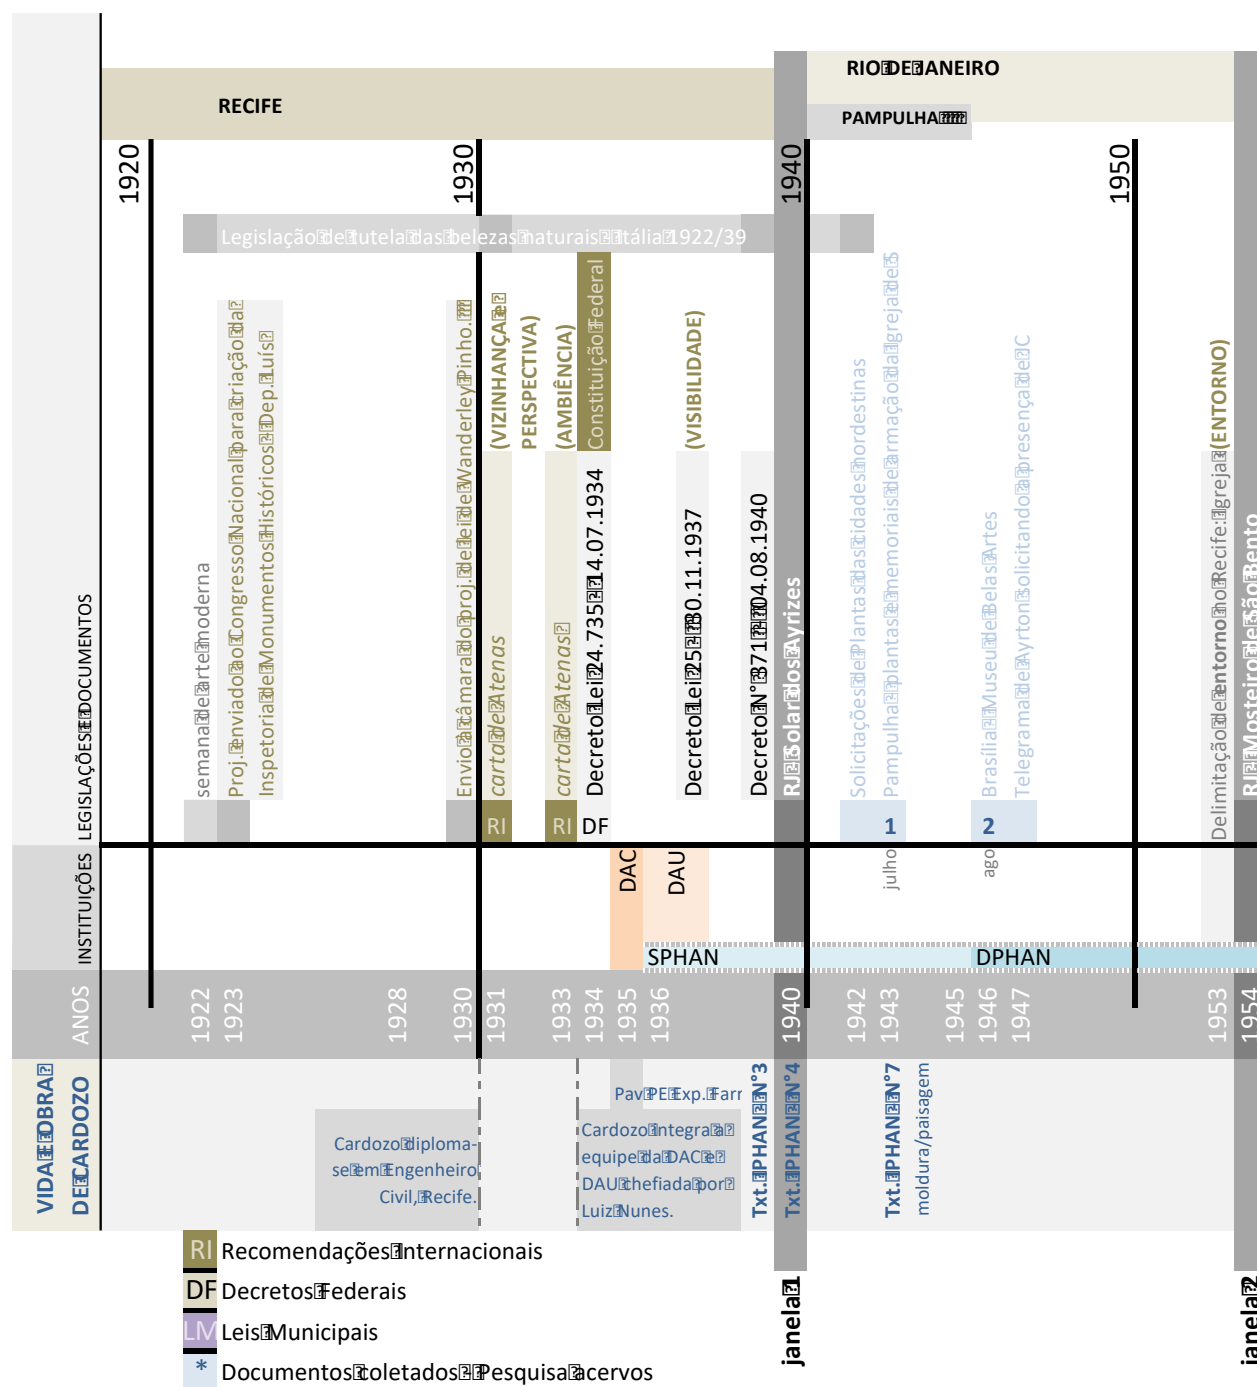 RIO DE JANEIRO
RECIFE
PAMPULHA
1920
1930
1940
1950
Legislação de tutela das belezas naturais - Itália 1922/39
LEGISLAÇÕES E DOCUMENTOS
semana de arte moderna
Proj. enviado ao Congresso Nacional para criação da
Inspetoria de Monumentos Históricos - Dep. Luís
Envio à câmara do proj. de lei de Wanderley Pinho.
(VIZINHANÇA e
PERSPECTIVA)
carta de Atenas
(AMBIÊNCIA)
carta de Atenas
Constituição Federal
Decreto Lei 24.735 - 14.07.1934
(VISIBILIDADE)
Decreto Lei 25 - 30.11.1937
Decreto N° 371 - 04.08.1940
RJ - Solar dos Ayrizes
Solicitações de Plantas das cidades nordestinas
Pampulha - plantas e memoriais de armação da Igreja de S
Brasília - Museu de Belas Artes
Telegrama de Ayrton solicitando a presença de JC
Delimitação de entorno no Recife: Igreja (ENTORNO)
RJ - Mosteiro de São Bento
RI
RI
DF
1
2
INSTITUIÇÕES
DAC
DAU
julho
ago
SPHAN
DPHAN
ANOS
1922
1923
1928
1930
1931
1933
1934
1935
1936
1940
1942
1943
1945
1946
1947
1953
1954
VIDA E OBRA
DE CARDOZO
Cardozo diploma-
se em Engenheiro
Civil, Recife.
Pav PE Exp. Farr
Cardozo integra a
equipe da DAC e
DAU chefiada por
Luiz Nunes.
Txt. IPHAN - N°3
Txt. IPHAN - N°4
Txt. IPHAN - N°7
moldura/paisagem
RI Recomendações Internacionais
DF Decretos Federais
LM Leis Municipais
* Documentos coletados - Pesquisa acervos
janela 1
janela 2